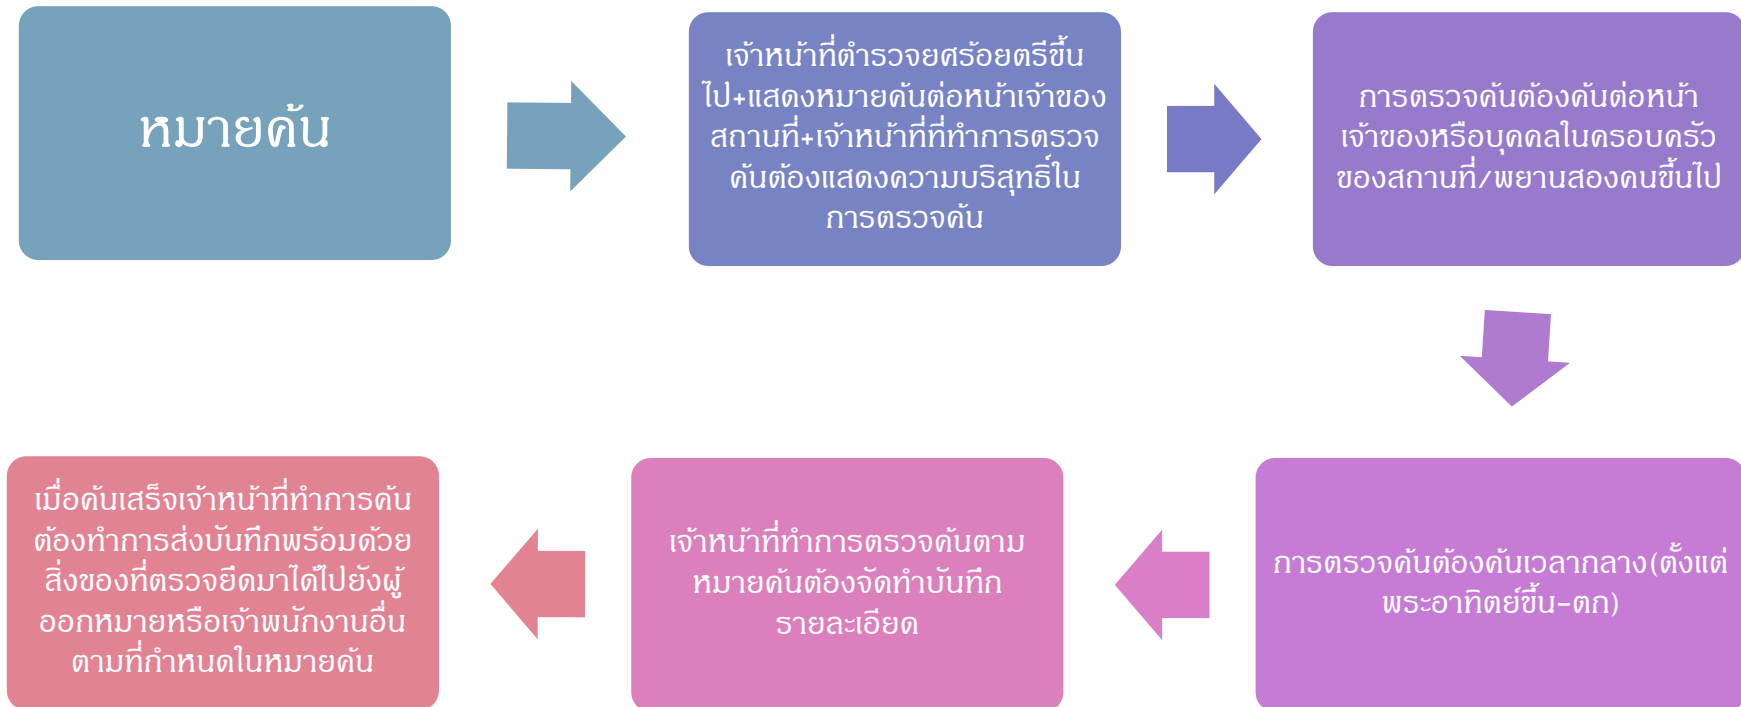 หมายค้น
เจ้าหน้าที่ตำรวจยศร้อยตรีขึ้น
ไป+แสดงหมายค้นต่อหน้าเจ้าของ
สถานที่+เจ้าหน้าที่ที่ทำการตรวจ
ค้นต้องแสดงความบริสุทธิ์ใน
การตรวจค้น
การตรวจค้นต้องค้นต่อหน้า
เจ้าของหรือบุคคลในครอบครัว
ของสถานที่/พยานสองคนขึ้นไป
การตรวจค้นต้องค้นเวลากลาง(ตั้งแต่
พระอาทิตย์ขึ้น-ตก)
เจ้าหน้าที่ทำการตรวจค้นตาม
หมายค้นต้องจัดทำบันทึก
รายละเอียด
เมื่อค้นเสร็จเจ้าหน้าที่ทำการค้น
ต้องทำการส่งบันทึกพร้อมด้วย
สิ่งของที่ตรวจยึดมาได้ไปยังผู้
ออกหมายหรือเจ้าพนักงานอื่น
ตามที่กำหนดในหมายค้น